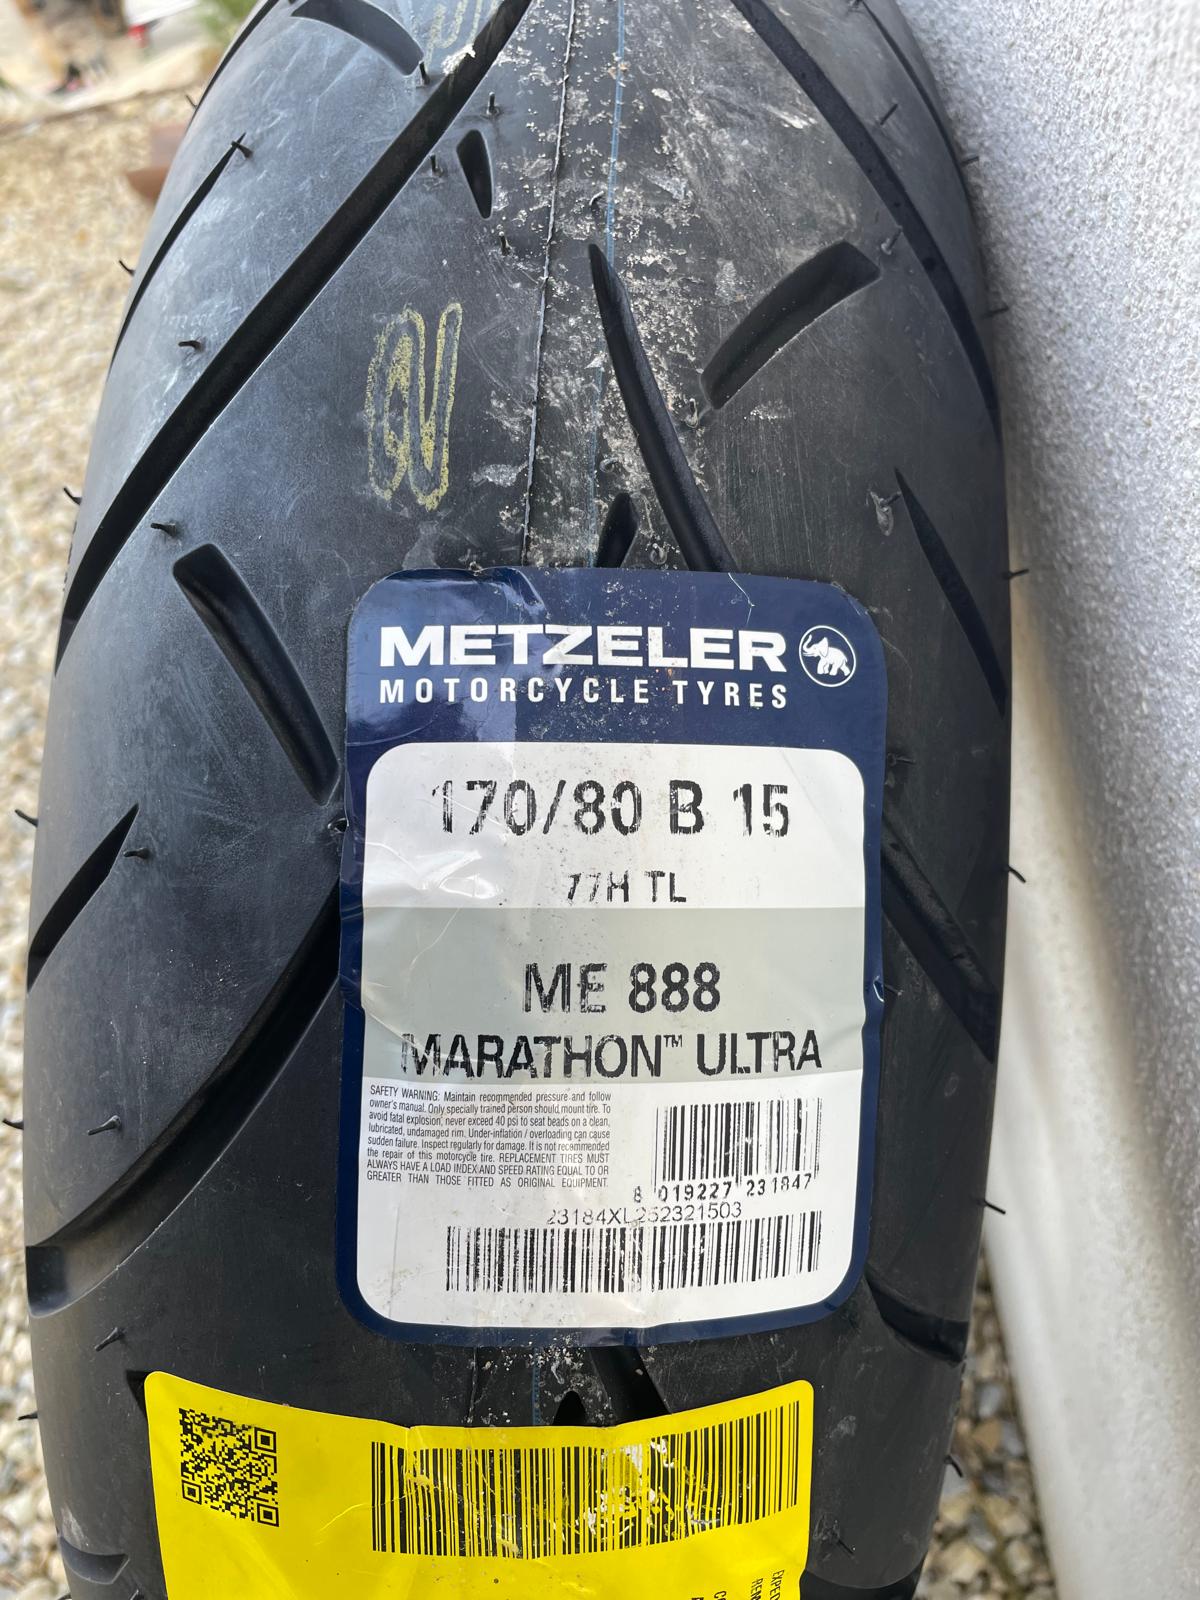 METZELER
MOTORCYCLE TYRES
170/80 B 15
77H TL
ME 888
MARATHON™ ULTRA
SAFETY WARNING: Maintain recommended pressure and follow
owner's manual. Only specially trained person should mount tire. To
avoid fatal explosion, never exceed 40 psi to seat beads on a clean,
lubricated, undamaged rim. Under-inflation / overloading can cause
sudden failure. Inspect regularly for damage. It is not recommended
the repair of this motorcycle tire. REPLACEMENT TIRES MUST
ALWAYS HAVE A LOAD INDEX AND SPEED RATING EQUAL TO OR
GREATER THAN THOSE FITTED AS ORIGINAL EQUIPMENT.
8 019227 231847
23184XL252321503